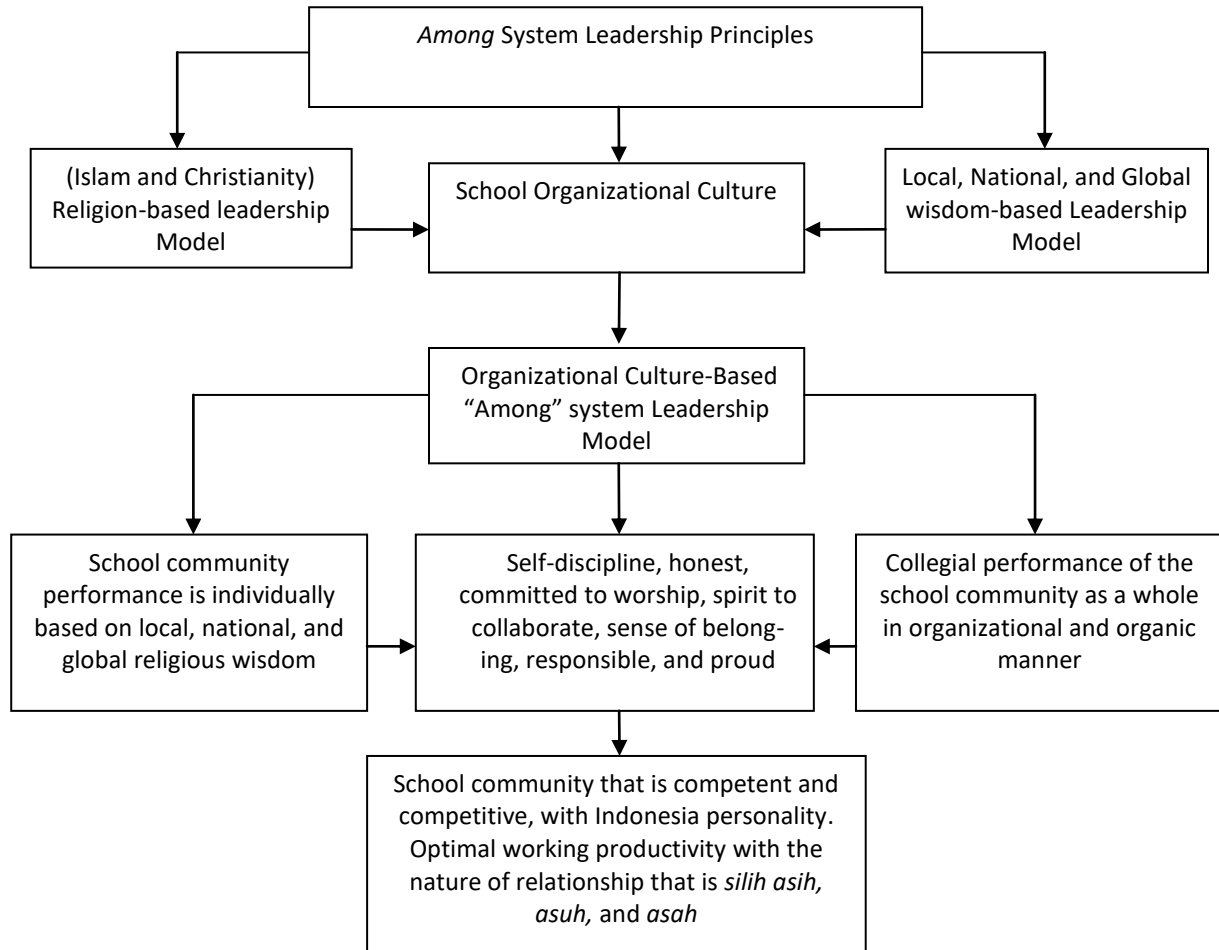 Among System Leadership Principles
(Islam and Christianity)
Religion-based leadership
Model
School Organizational Culture
Local, National, and Global
wisdom-based Leadership
Model
Organizational Culture-Based
“Among” system Leadership
Model
School community
performance is individually
based on local, national, and
global religious wisdom
Self-discipline, honest,
committed to worship, spirit to
collaborate, sense of belong-
ing, responsible, and proud
Collegial performance of the
school community as a whole
in organizational and organic
manner
School community that is competent and
competitive, with Indonesia personality.
Optimal working productivity with the
nature of relationship that is silih asih,
asuh, and asah